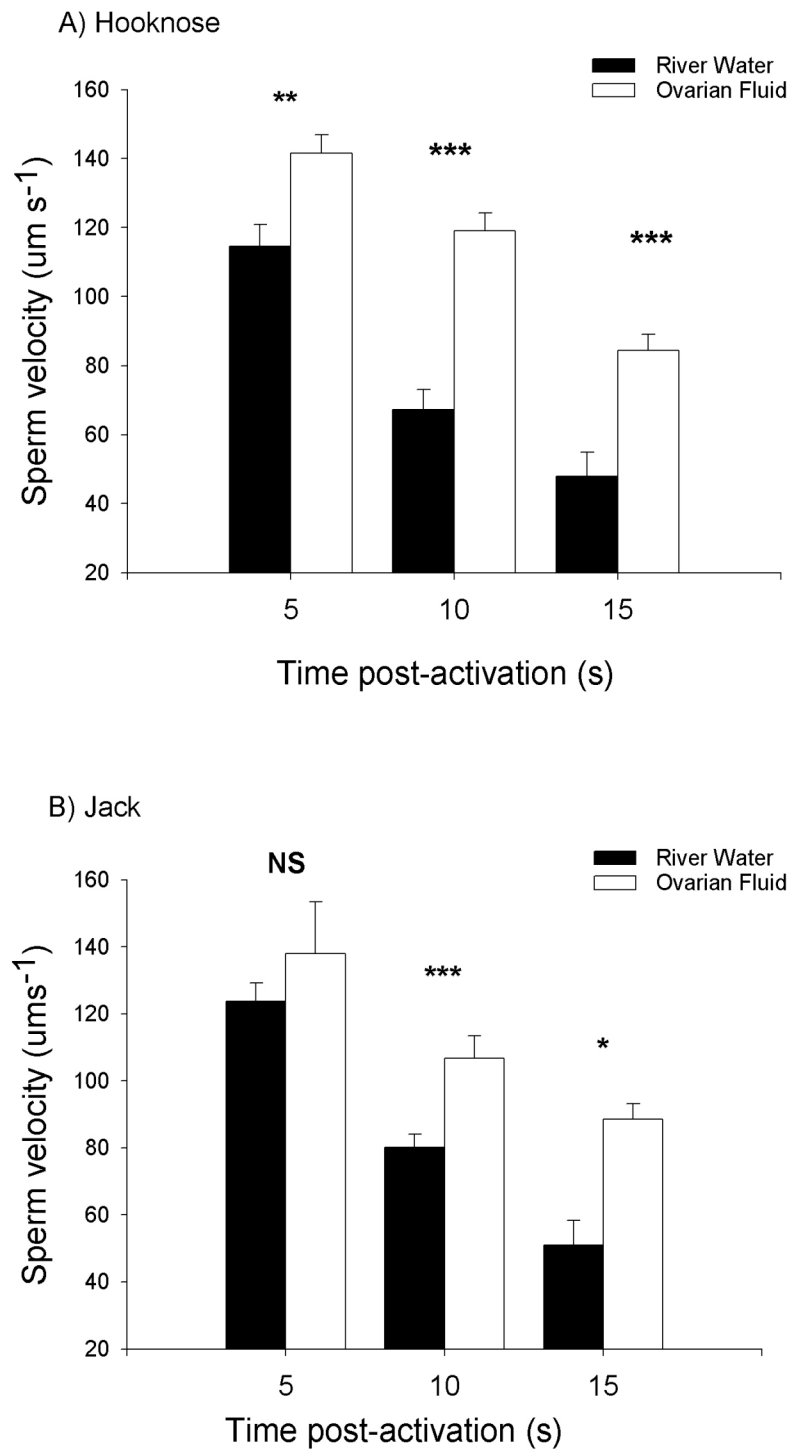 A) Hooknose
River Water
Ovarian Fluid
160
140
120
100
80
60
40
20
Sperm velocity (um s-1)
**
***
***
5 10 15
Time post-activation (s)
B) Jack
River Water
Ovarian Fluid
160
140
120
100
80
60
40
20
Sperm velocity (ums-1)
NS
***
*
5 10 15
Time post-activation (s)